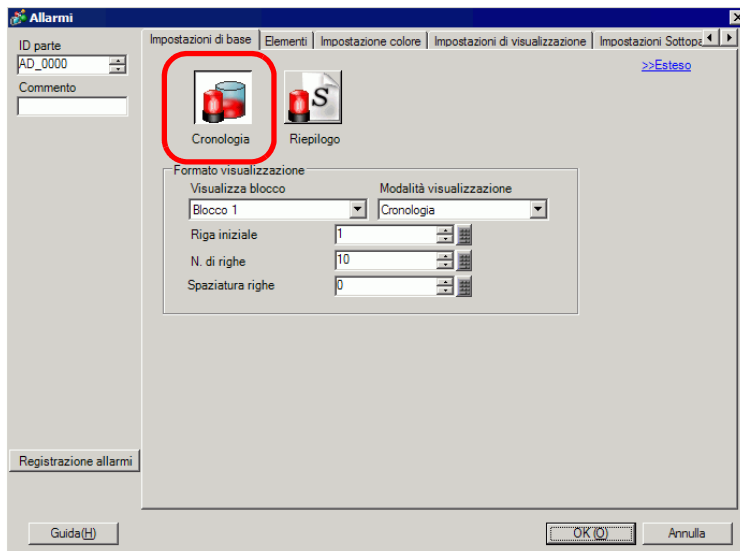 Allarmi
ID parte
AD_0000
Commento
Impostazioni di base Elementi Impostazione colore Impostazioni di visualizzazione Impostazioni Sottopa
>>Esteso
Cronologia Riepilogo
Formato visualizzazione
Visualizza blocco Modalità visualizzazione
Blocco 1 Cronologia
Riga iniziale 1
N. di righe 10
Spaziatura righe 0
Registrazione allarmi
Guida(H) OK (O) Annulla